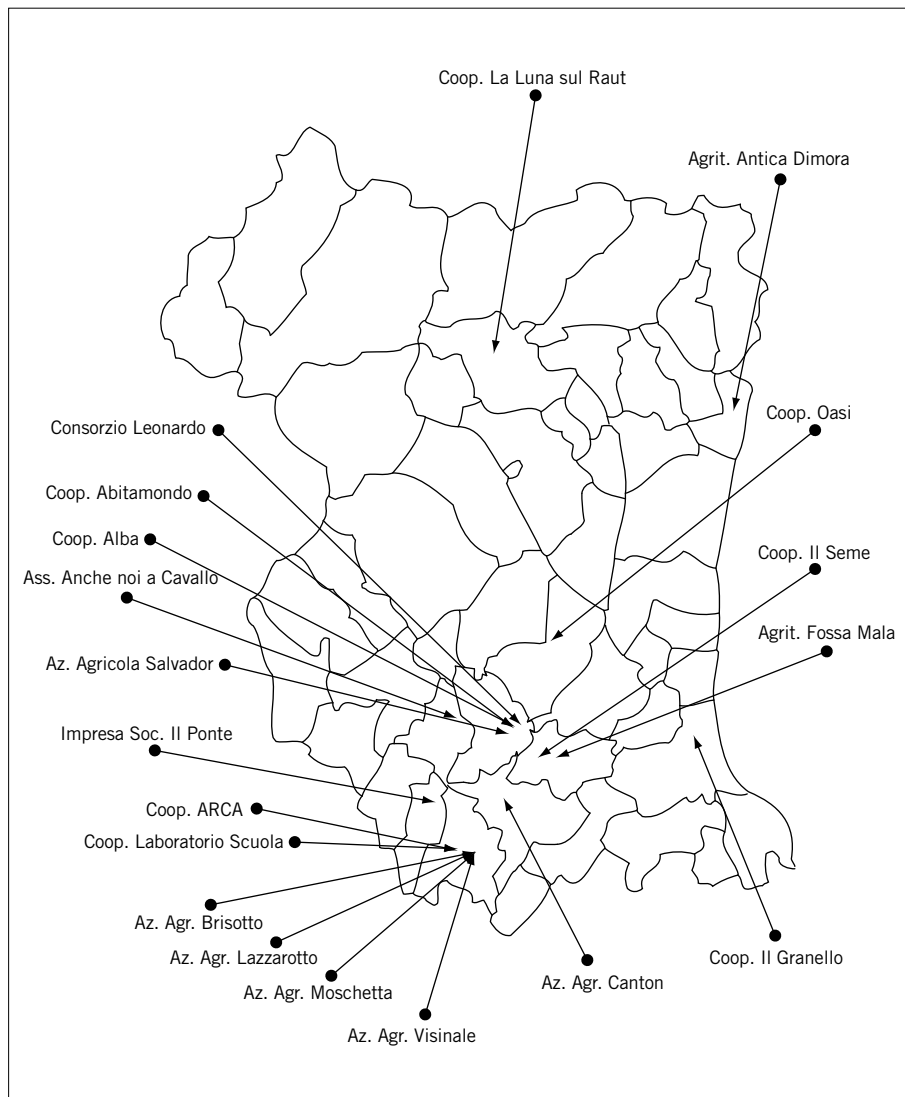 Coop. La Luna sul Raut
Agrit. Antica Dimora
Coop. Oasi
Consorzio Leonardo
Coop. Abitamondo
Coop. Alba
Coop. Il Seme
Ass. Anche noi a Cavallo
Agrit. Fossa Mala
Az. Agricola Salvador
Impresa Soc. Il Ponte
Coop. ARCA
Coop. Laboratorio Scuola
Az. Agr. Brisotto
Az. Agr. Lazzarotto
Coop. Il Granello
Az. Agr. Canton
Az. Agr. Moschetta
Az. Agr. Visinale